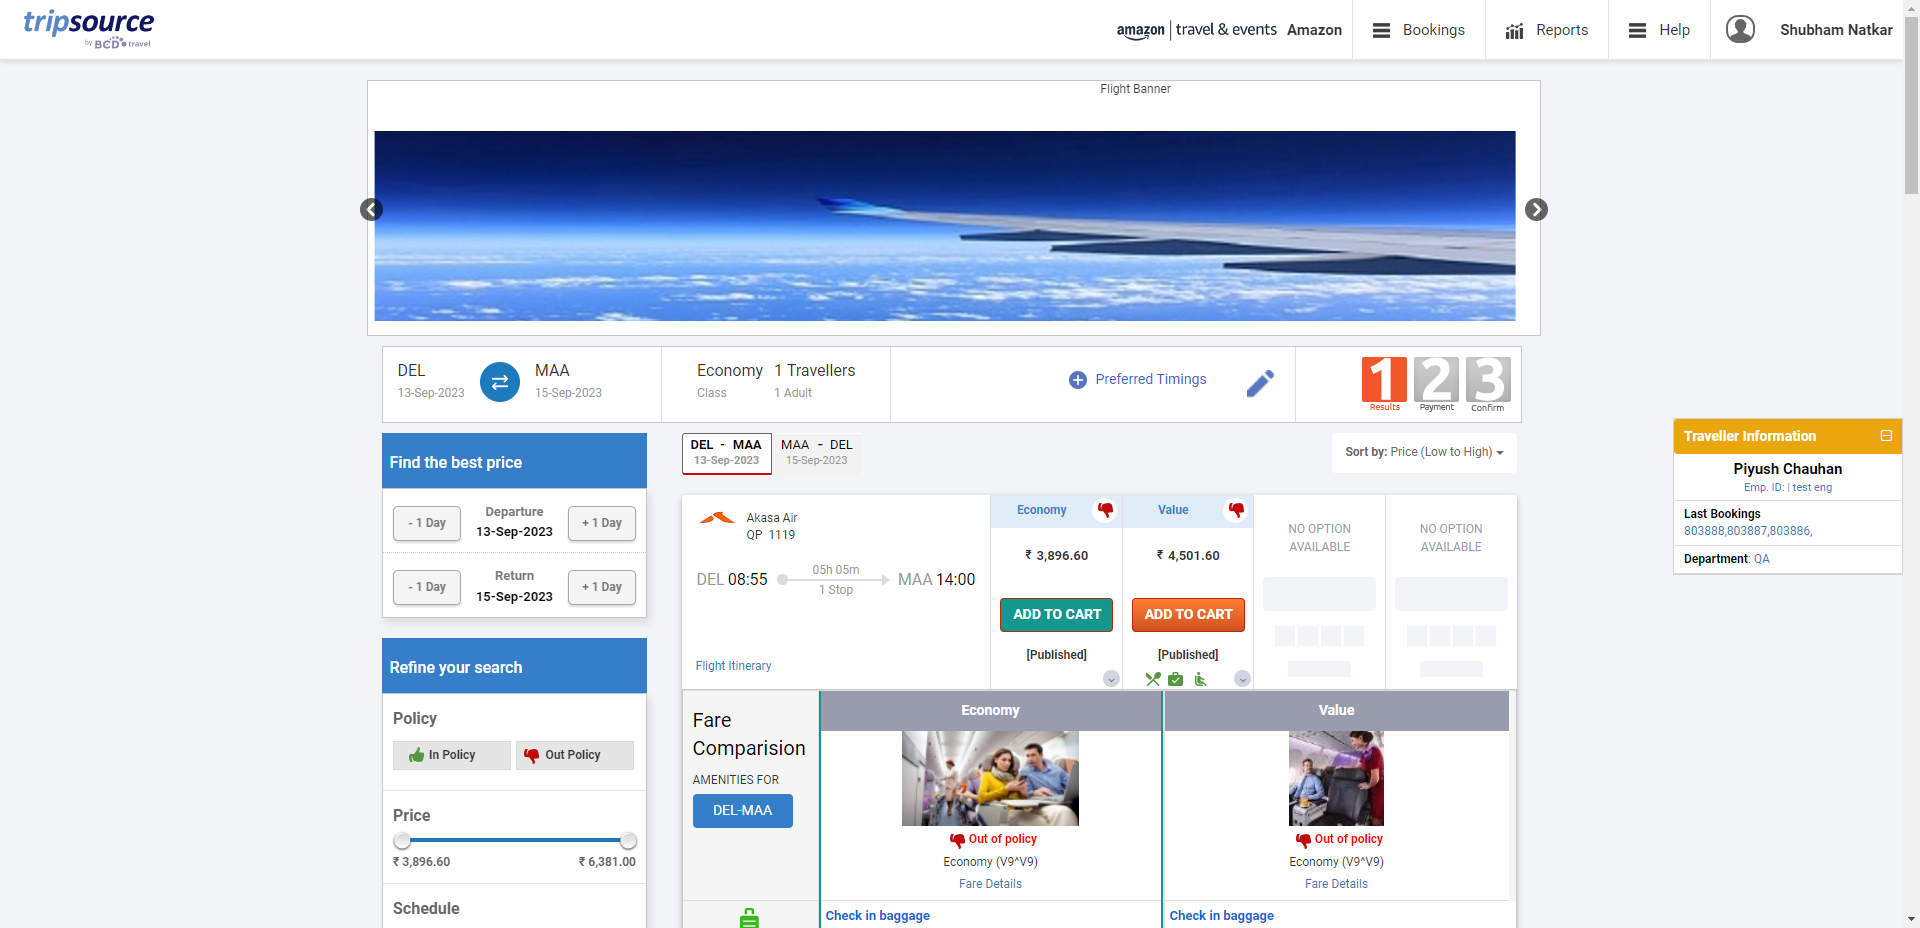 tripsource
by BCD travel
amazon | travel & events Amazon
Bookings
Reports
Help
Shubham Natkar
Flight Banner
DEL
13-Sep-2023
MAA
15-Sep-2023
Economy
Class
1 Travellers
1 Adult
Preferred Timings
1 2 3
Results Payment Confirm
Find the best price
- 1 Day
Departure
13-Sep-2023
+ 1 Day
- 1 Day
Return
15-Sep-2023
+ 1 Day
Refine your search
Policy
In Policy
Out Policy
Price
₹ 3,896.60
₹ 6,381.00
Schedule
DEL - MAA
13-Sep-2023
MAA - DEL
15-Sep-2023
Sort by: Price (Low to High)
Akasa Air
QP 1119
DEL 08:55
05h 05m
1 Stop
MAA 14:00
Flight Itinerary
Economy
₹ 3,896.60
ADD TO CART
[Published]
Value
₹ 4,501.60
ADD TO CART
[Published]
NO OPTION
AVAILABLE
NO OPTION
AVAILABLE
Fare
Comparision
AMENITIES FOR
DEL-MAA
Economy
Out of policy
Economy (V9^V9)
Fare Details
Check in baggage
Value
Out of policy
Economy (V9^V9)
Fare Details
Check in baggage
Traveller Information
Piyush Chauhan
Emp. ID: | test eng
Last Bookings
803888,803887,803886,
Department: QA